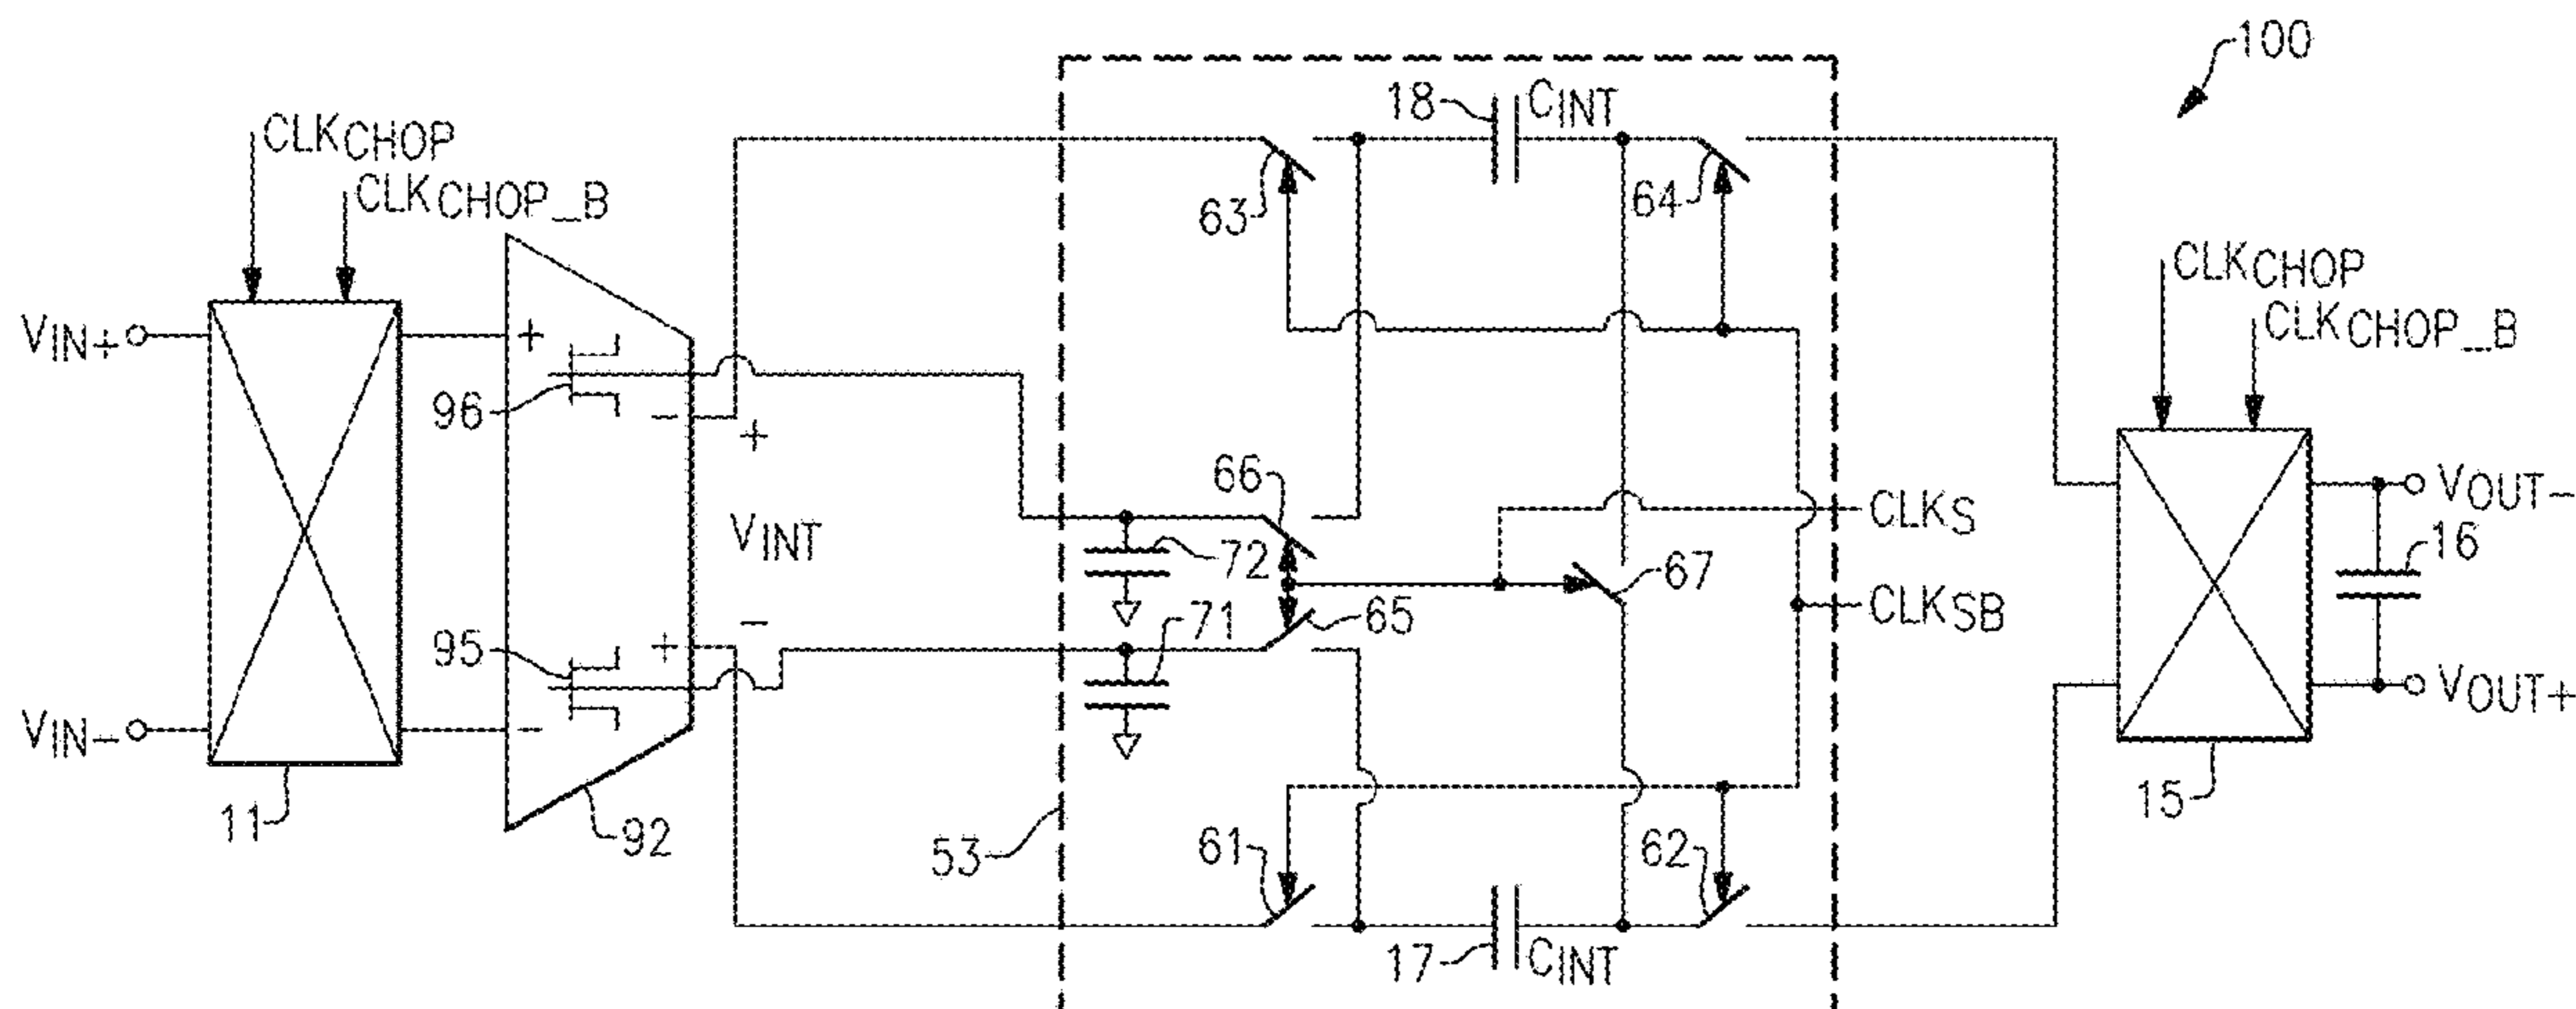 100
18 CINT
CLKCHOP
CLKCHOP_B
63
64
CLKCHOP
CLKCHOP_B
VIN+
+
96
−
+
66
CLKS
VOUT−
VINT
72
67
16
71
65
CLKSB
95
+
−
VOUT+
VIN−
−
11
92
53
61
62
15
17 CINT